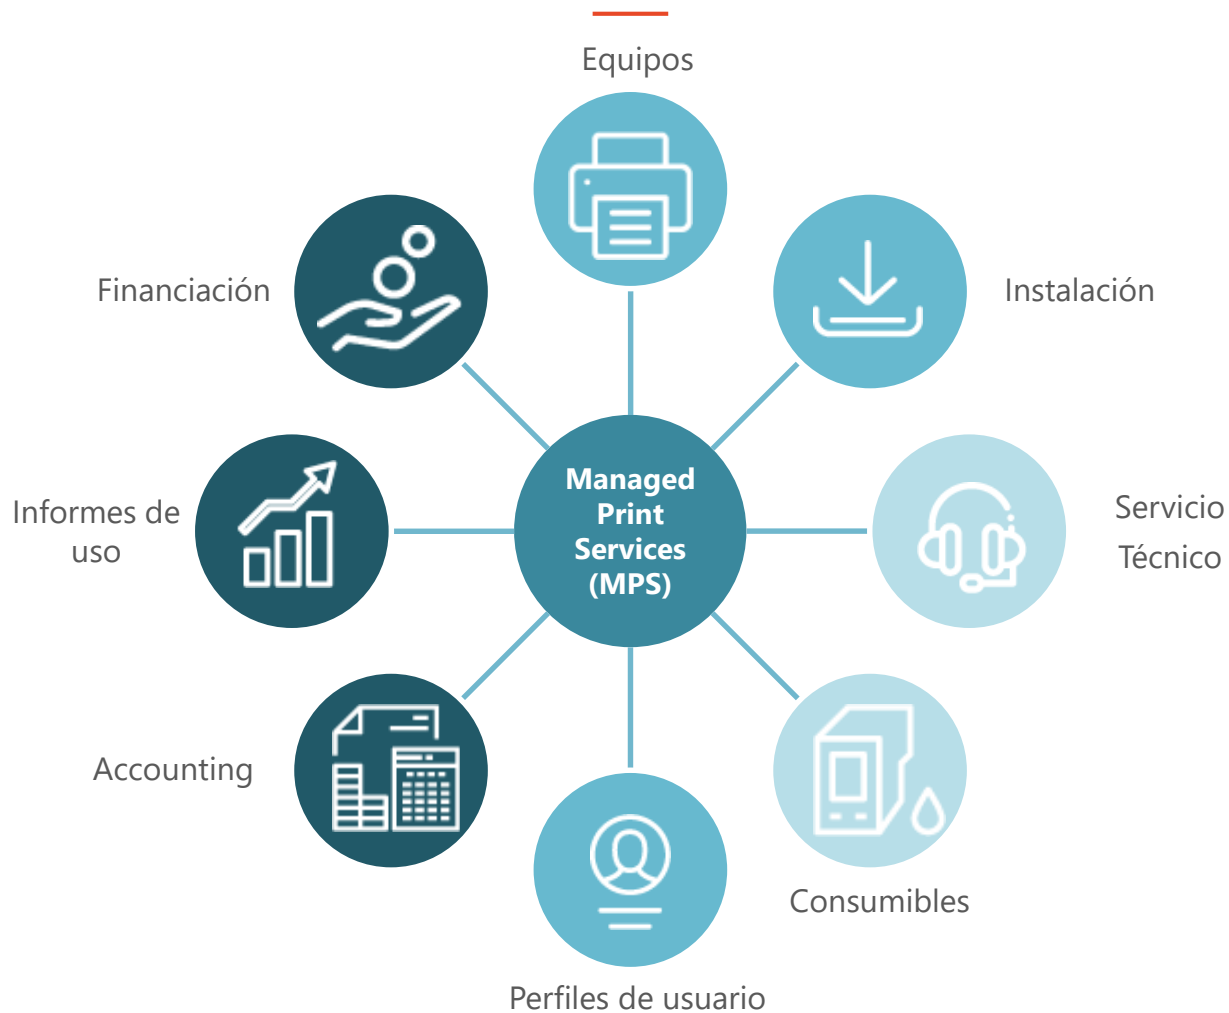 Equipos
Financiación
Instalación
Managed
Print
Services
(MPS)
Informes de
uso
Servicio
Técnico
Accounting
Consumibles
Perfiles de usuario